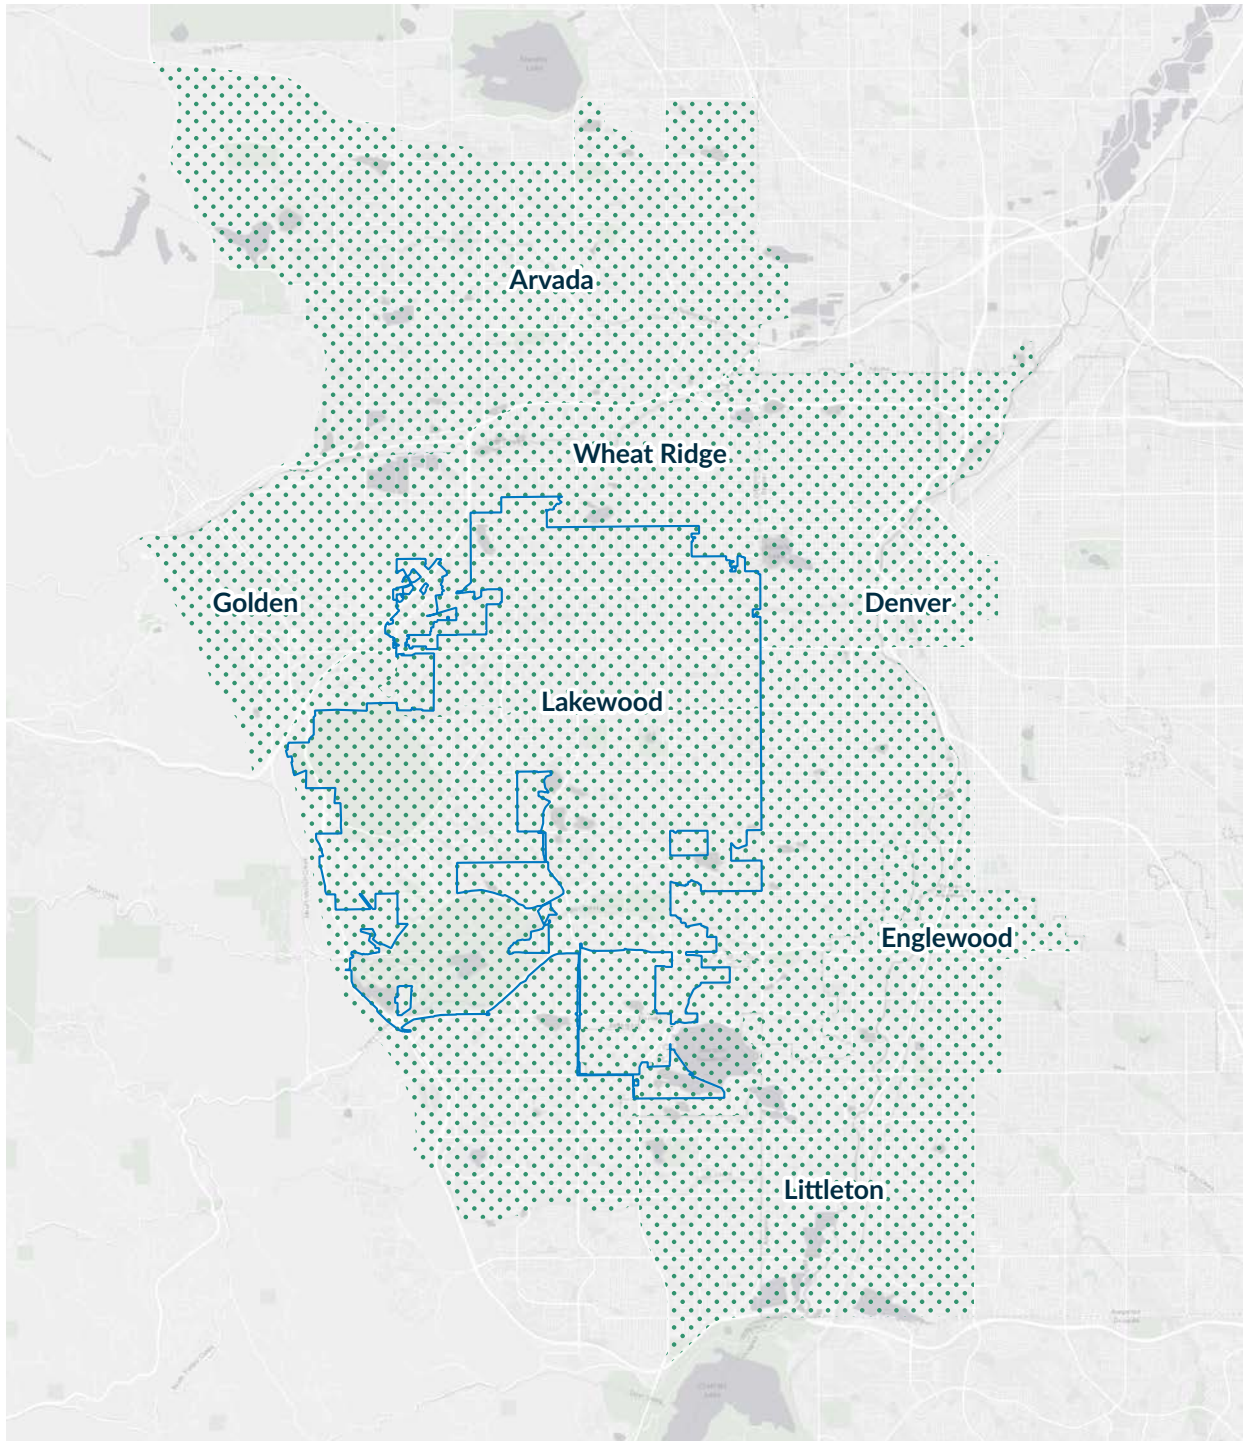 Arvada
Wheat Ridge
Golden
Denver
Lakewood
Englewood
Littleton